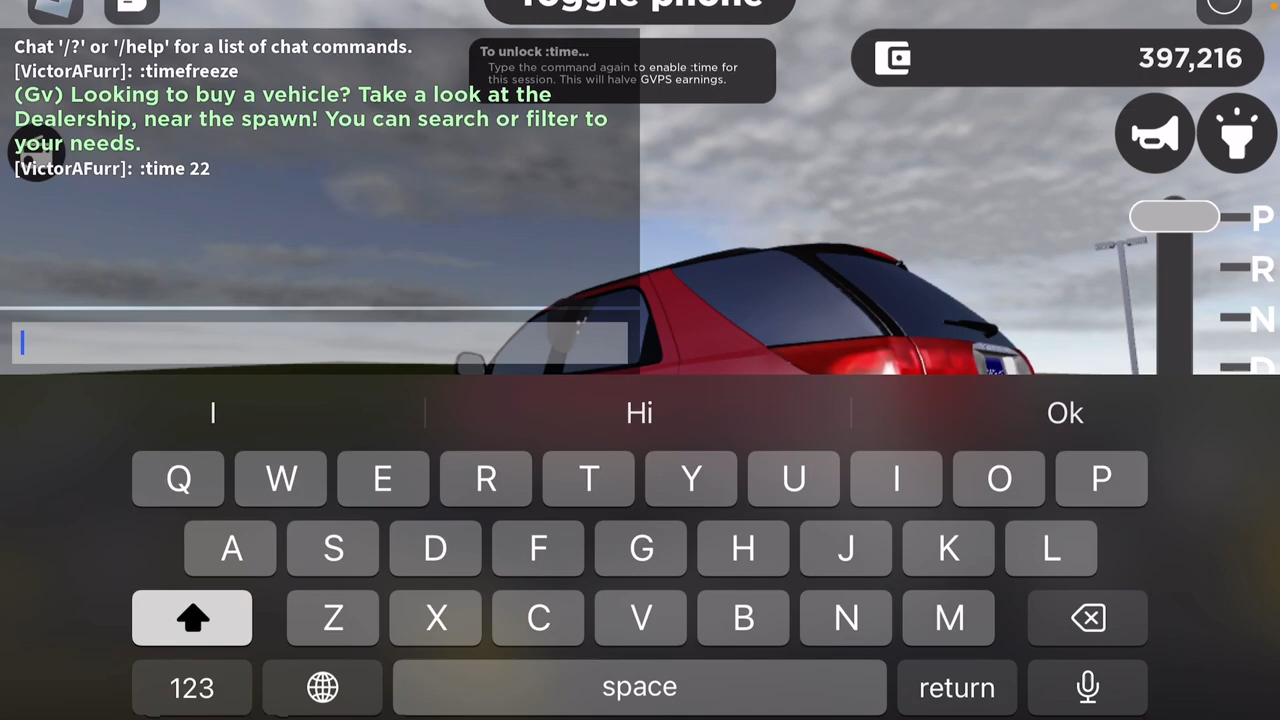 Toggle phone
Chat '/?' or '/help' for a list of chat commands.
[VictorAFurr]: :timefreeze
(Gv) Looking to buy a vehicle? Take a look at the
Dealership, near the spawn! You can search or filter to
your needs.
[VictorAFurr]: :time 22
To unlock :time...
Type the command again to enable :time for
this session. This will halve GVPS earnings.
397,216
P
R
N
D
I Hi Ok
Q W E R T Y U I O P
A S D F G H J K L
Z X C V B N M
123 space return